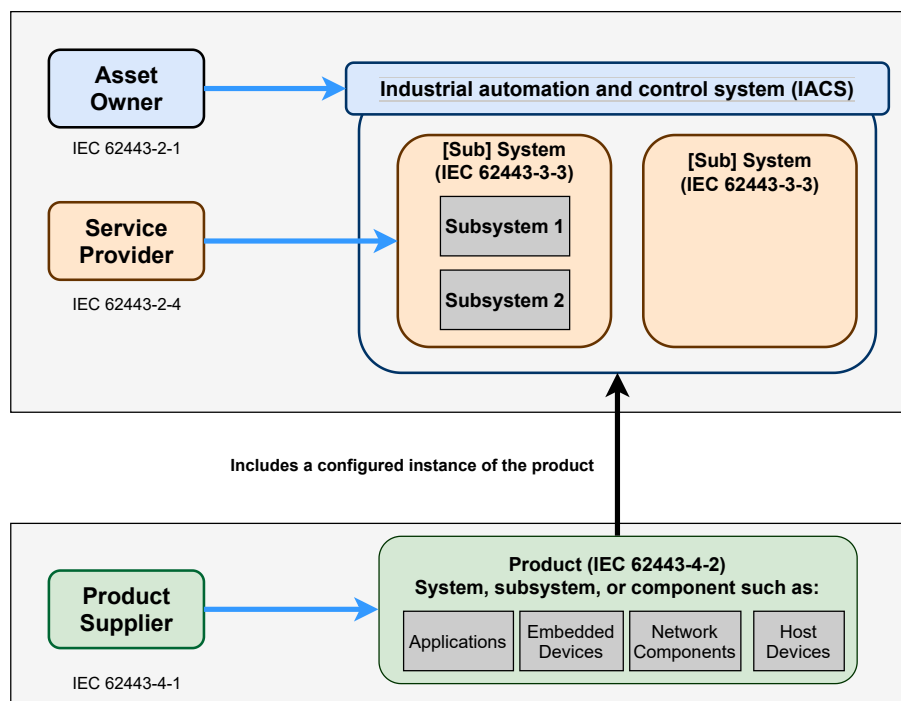 Asset
Owner
IEC 62443-2-1
Industrial automation and control system (IACS)
[Sub] System
(IEC 62443-3-3)
Subsystem 1
Subsystem 2
[Sub] System
(IEC 62443-3-3)
Service
Provider
IEC 62443-2-4
Includes a configured instance of the product
Product
Supplier
IEC 62443-4-1
Product (IEC 62443-4-2)
System, subsystem, or component such as:
Applications
Embedded
Devices
Network
Components
Host
Devices